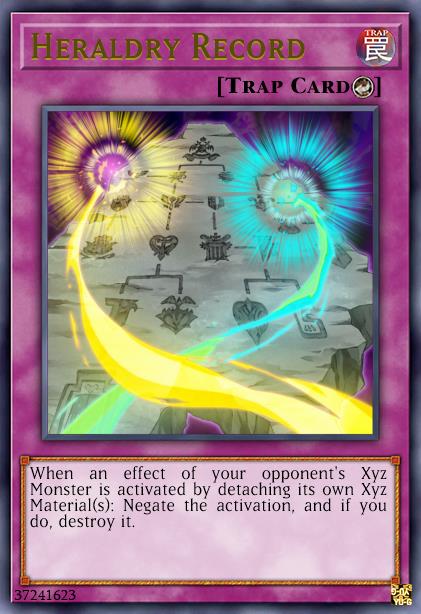 HERALDRY RECORD
TRAP
罠
[TRAP CARD]
When an effect of your opponent's Xyz
Monster is activated by detaching its own Xyz
Material(s): Negate the activation, and if you
do, destroy it.
37241623